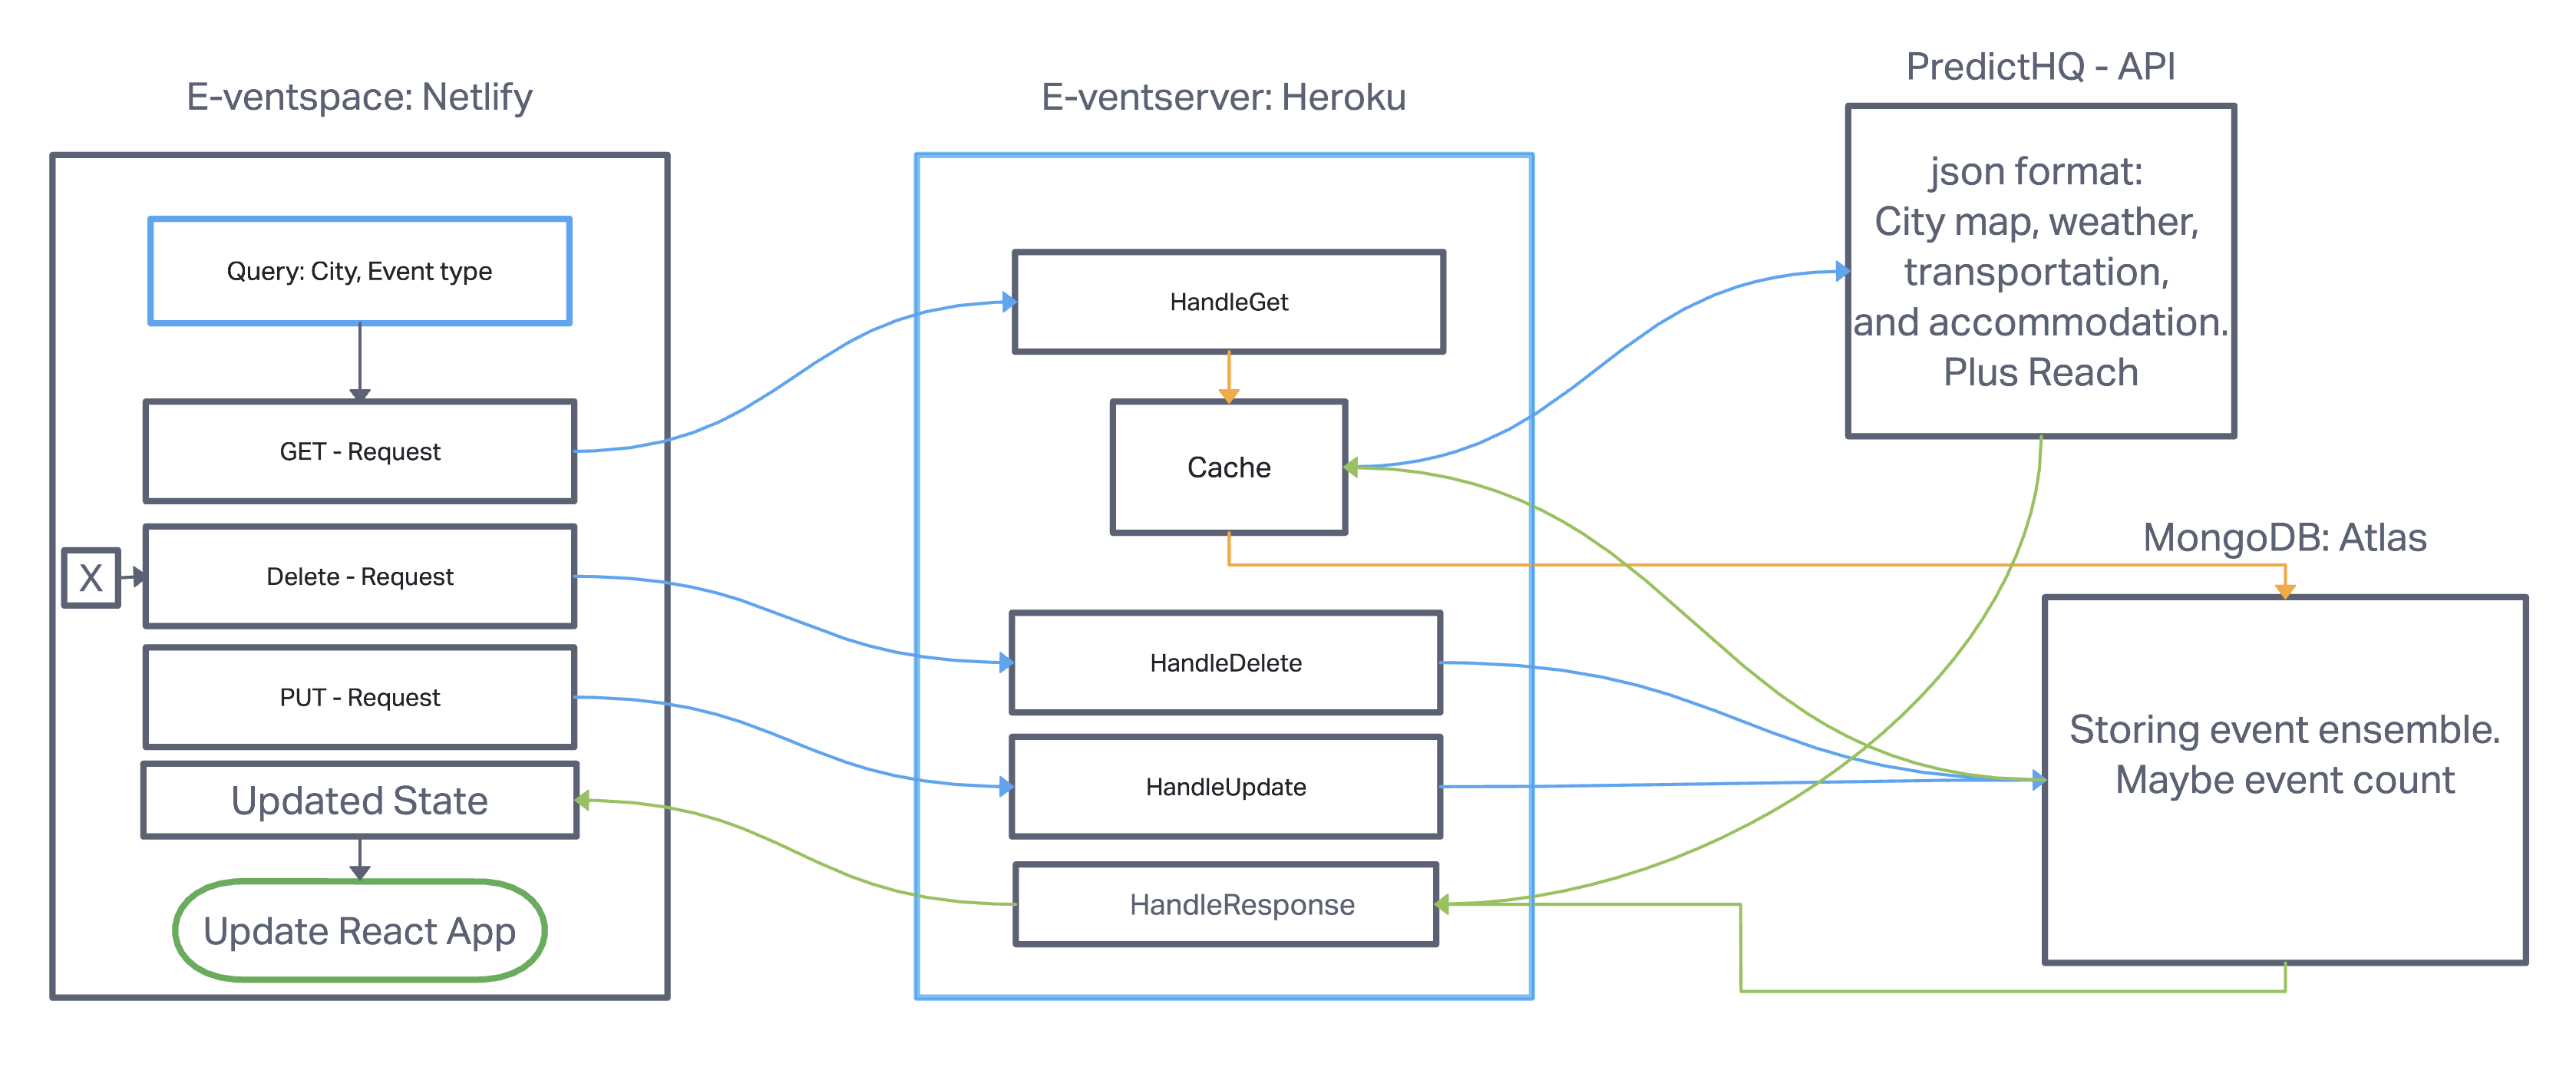 E-ventspace: Netlify
Query: City, Event type
GET - Request
X
Delete - Request
PUT - Request
Updated State
Update React App
E-ventserver: Heroku
HandleGet
Cache
HandleDelete
HandleUpdate
HandleResponse
PredictHQ - API
json format:
City map, weather,
transportation,
and accommodation.
Plus Reach
MongoDB: Atlas
Storing event ensemble.
Maybe event count